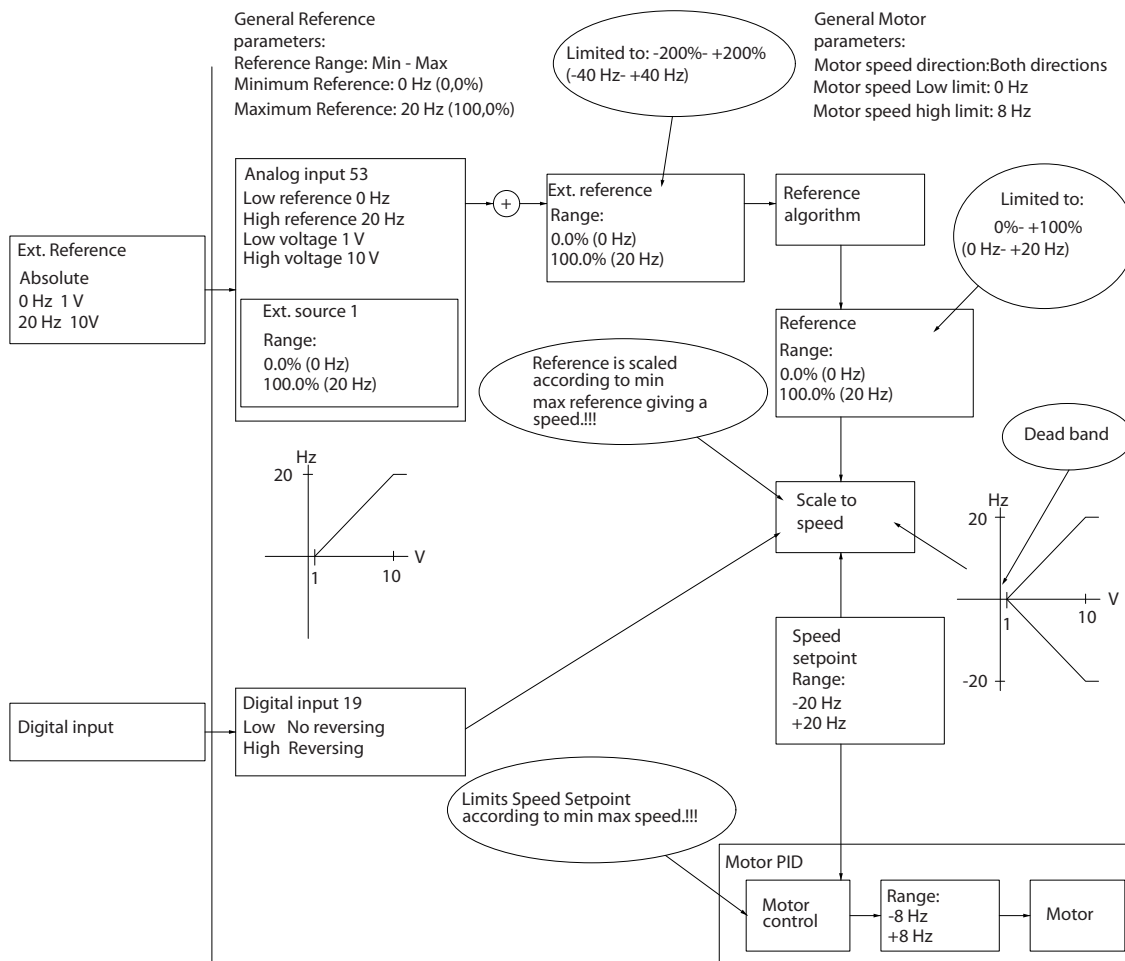 General Reference
parameters:
Reference Range: Min - Max
Minimum Reference: 0 Hz (0,0%)
Maximum Reference: 20 Hz (100,0%)
Limited to: -200%- +200%
(-40 Hz- +40 Hz)
General Motor
parameters:
Motor speed direction:Both directions
Motor speed Low limit: 0 Hz
Motor speed high limit: 8 Hz
Ext. Reference
Absolute
0 Hz 1 V
20 Hz 10V
Analog input 53
Low reference 0 Hz
High reference 20 Hz
Low voltage 1 V
High voltage 10 V
Ext. source 1
Range:
0.0% (0 Hz)
100.0% (20 Hz)
+
Ext. reference
Range:
0.0% (0 Hz)
100.0% (20 Hz)
Reference
algorithm
Limited to:
0%- +100%
(0 Hz- +20 Hz)
Reference
Range:
0.0% (0 Hz)
100.0% (20 Hz)
Reference is scaled
according to min
max reference giving a
speed.!!!
Dead band
Hz
20
1
10
V
Scale to
speed
Hz
20
V
1
10
-20
Speed
setpoint
Range:
-20 Hz
+20 Hz
Digital input
Digital input 19
Low No reversing
High Reversing
Limits Speed Setpoint
according to min max speed.!!!
Motor PID
Motor
control
Range:
-8 Hz
+8 Hz
Motor